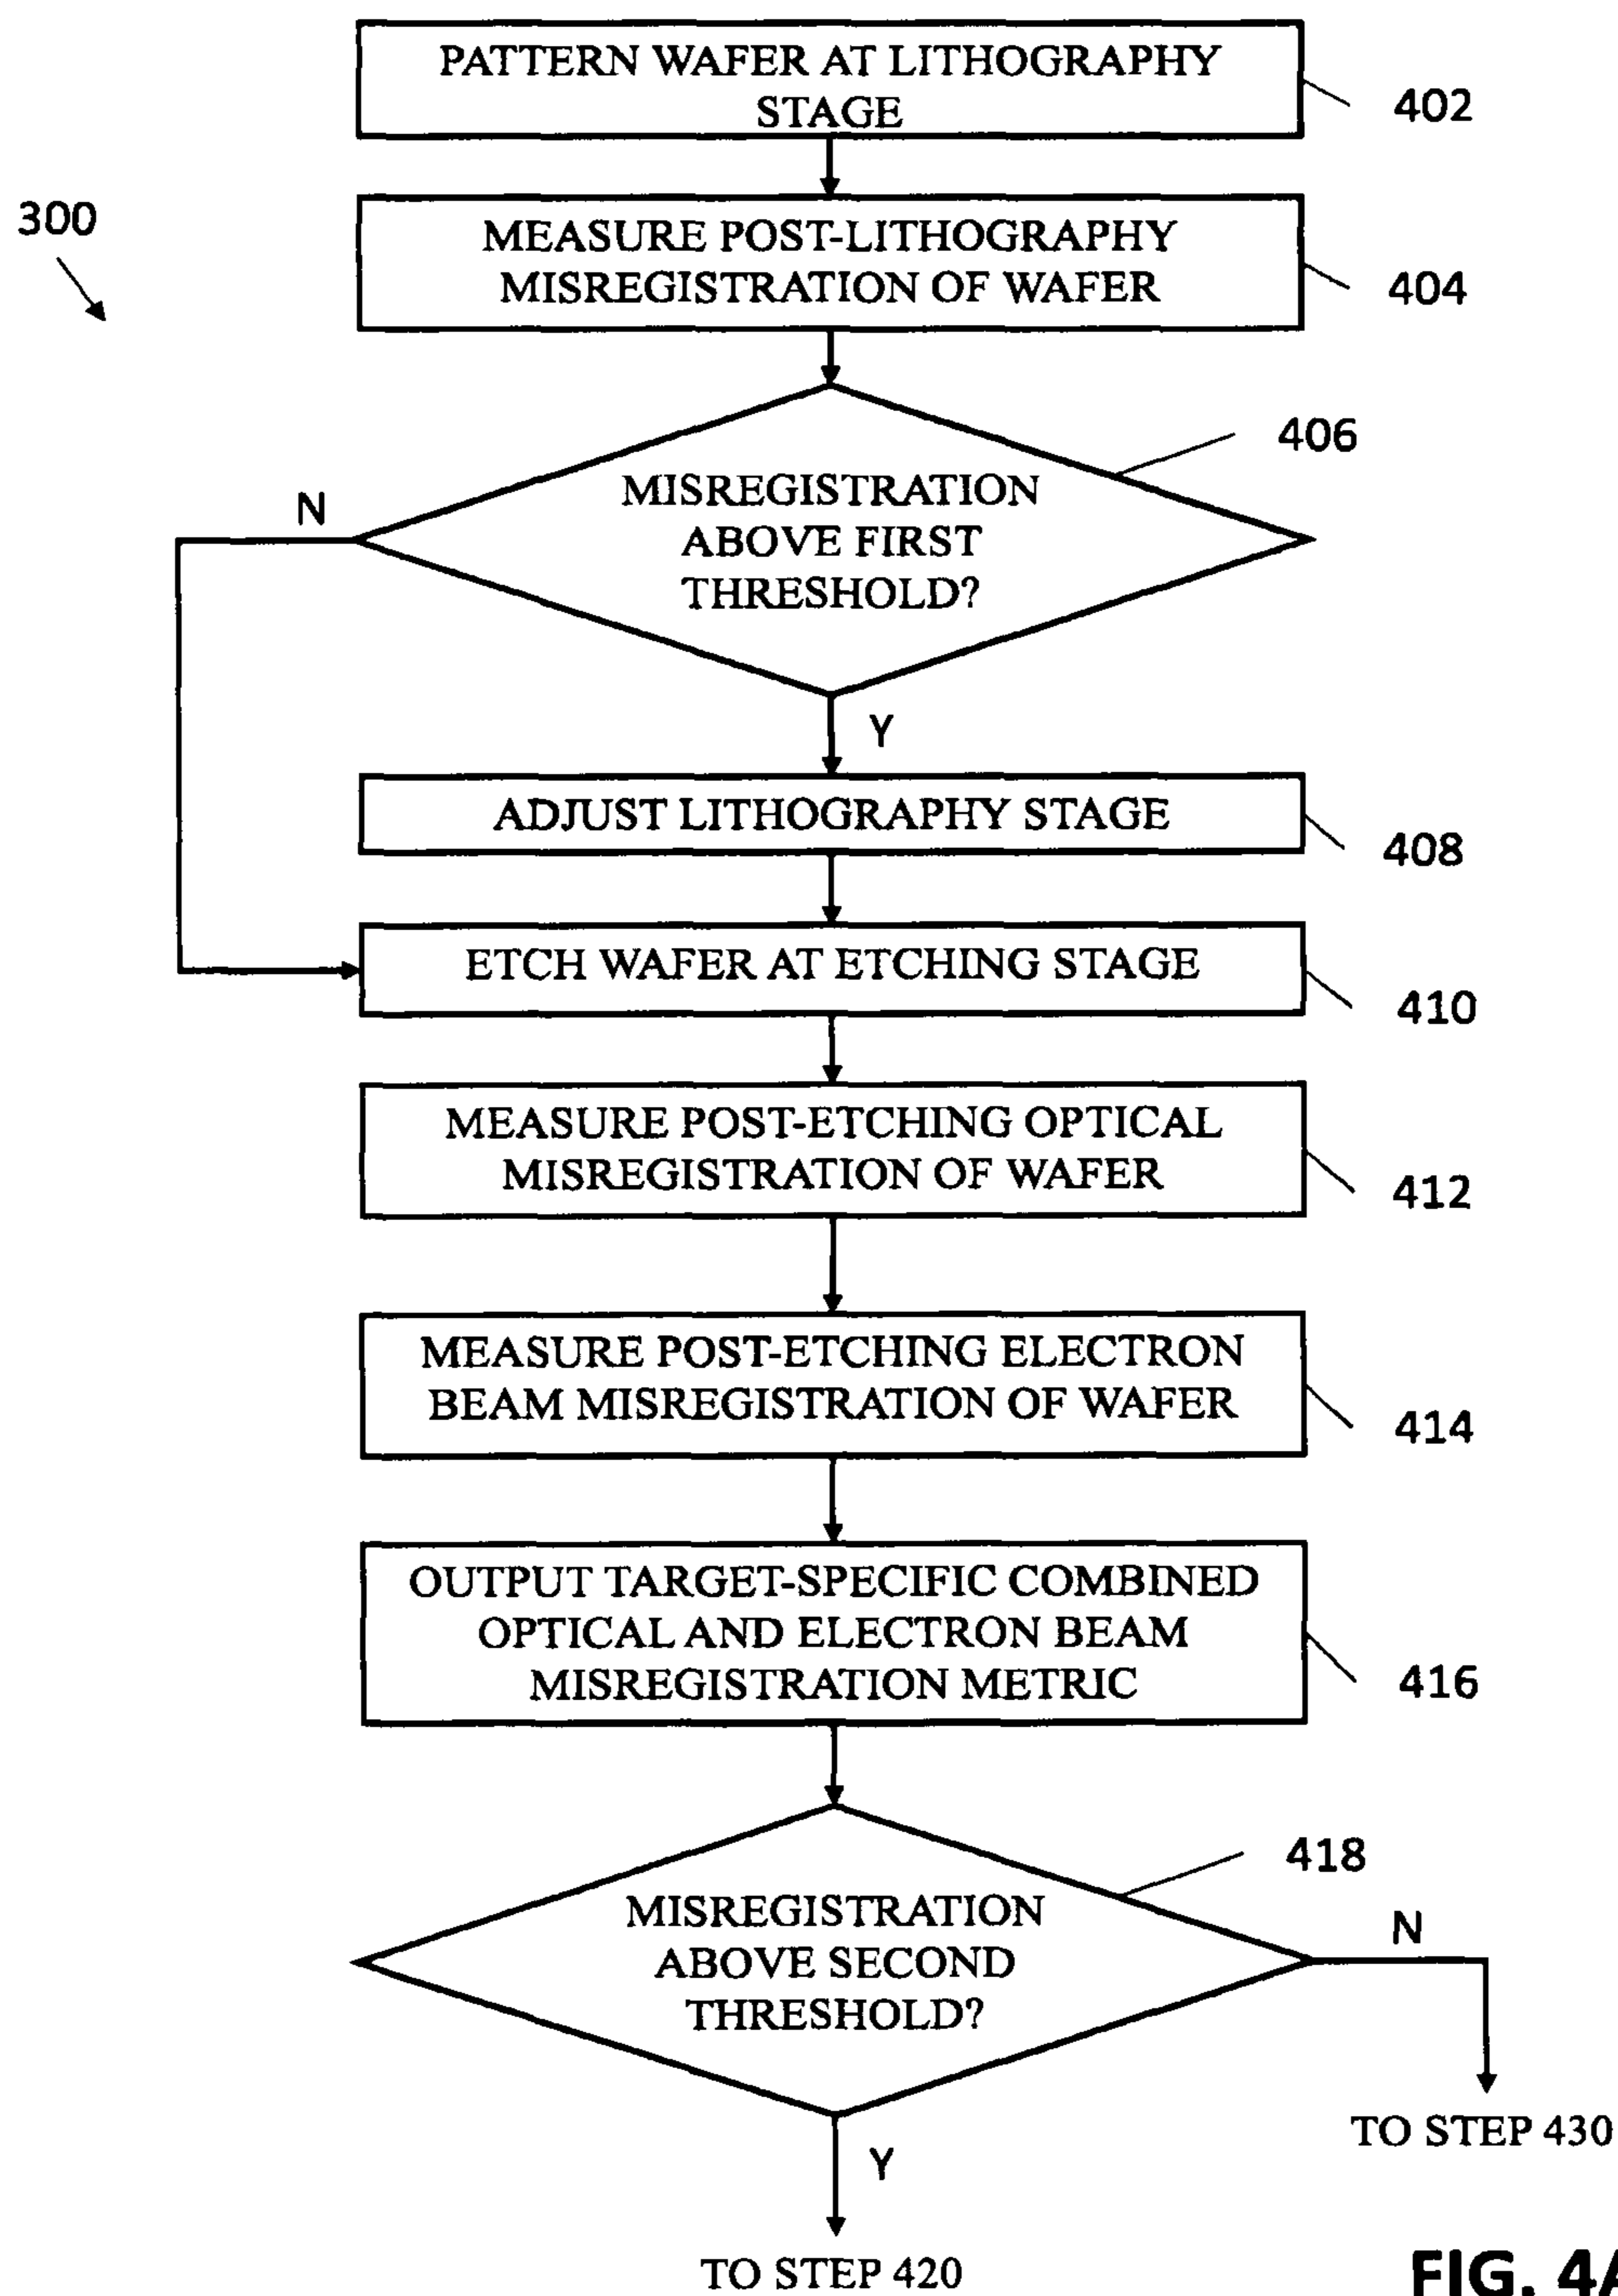 PATTERN WAFER AT LITHOGRAPHY
STAGE
402
300
MEASURE POST-LITHOGRAPHY
MISREGISTRATION OF WAFER
404
406
N
MISREGISTRATION
ABOVE FIRST
THRESHOLD?
Y
ADJUST LITHOGRAPHY STAGE
408
ETCH WAFER AT ETCHING STAGE
410
MEASURE POST-ETCHING OPTICAL
MISREGISTRATION OF WAFER
412
MEASURE POST-ETCHING ELECTRON
BEAM MISREGISTRATION OF WAFER
414
OUTPUT TARGET-SPECIFIC COMBINED
OPTICAL AND ELECTRON BEAM
MISREGISTRATION METRIC
416
418
MISREGISTRATION
ABOVE SECOND
THRESHOLD?
N
TO STEP 430
Y
TO STEP 420
FIG. 4A